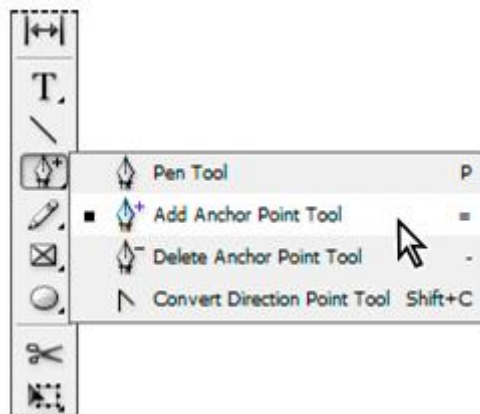 T
Pen Tool P
Add Anchor Point Tool =
Delete Anchor Point Tool -
Convert Direction Point Tool Shift+C